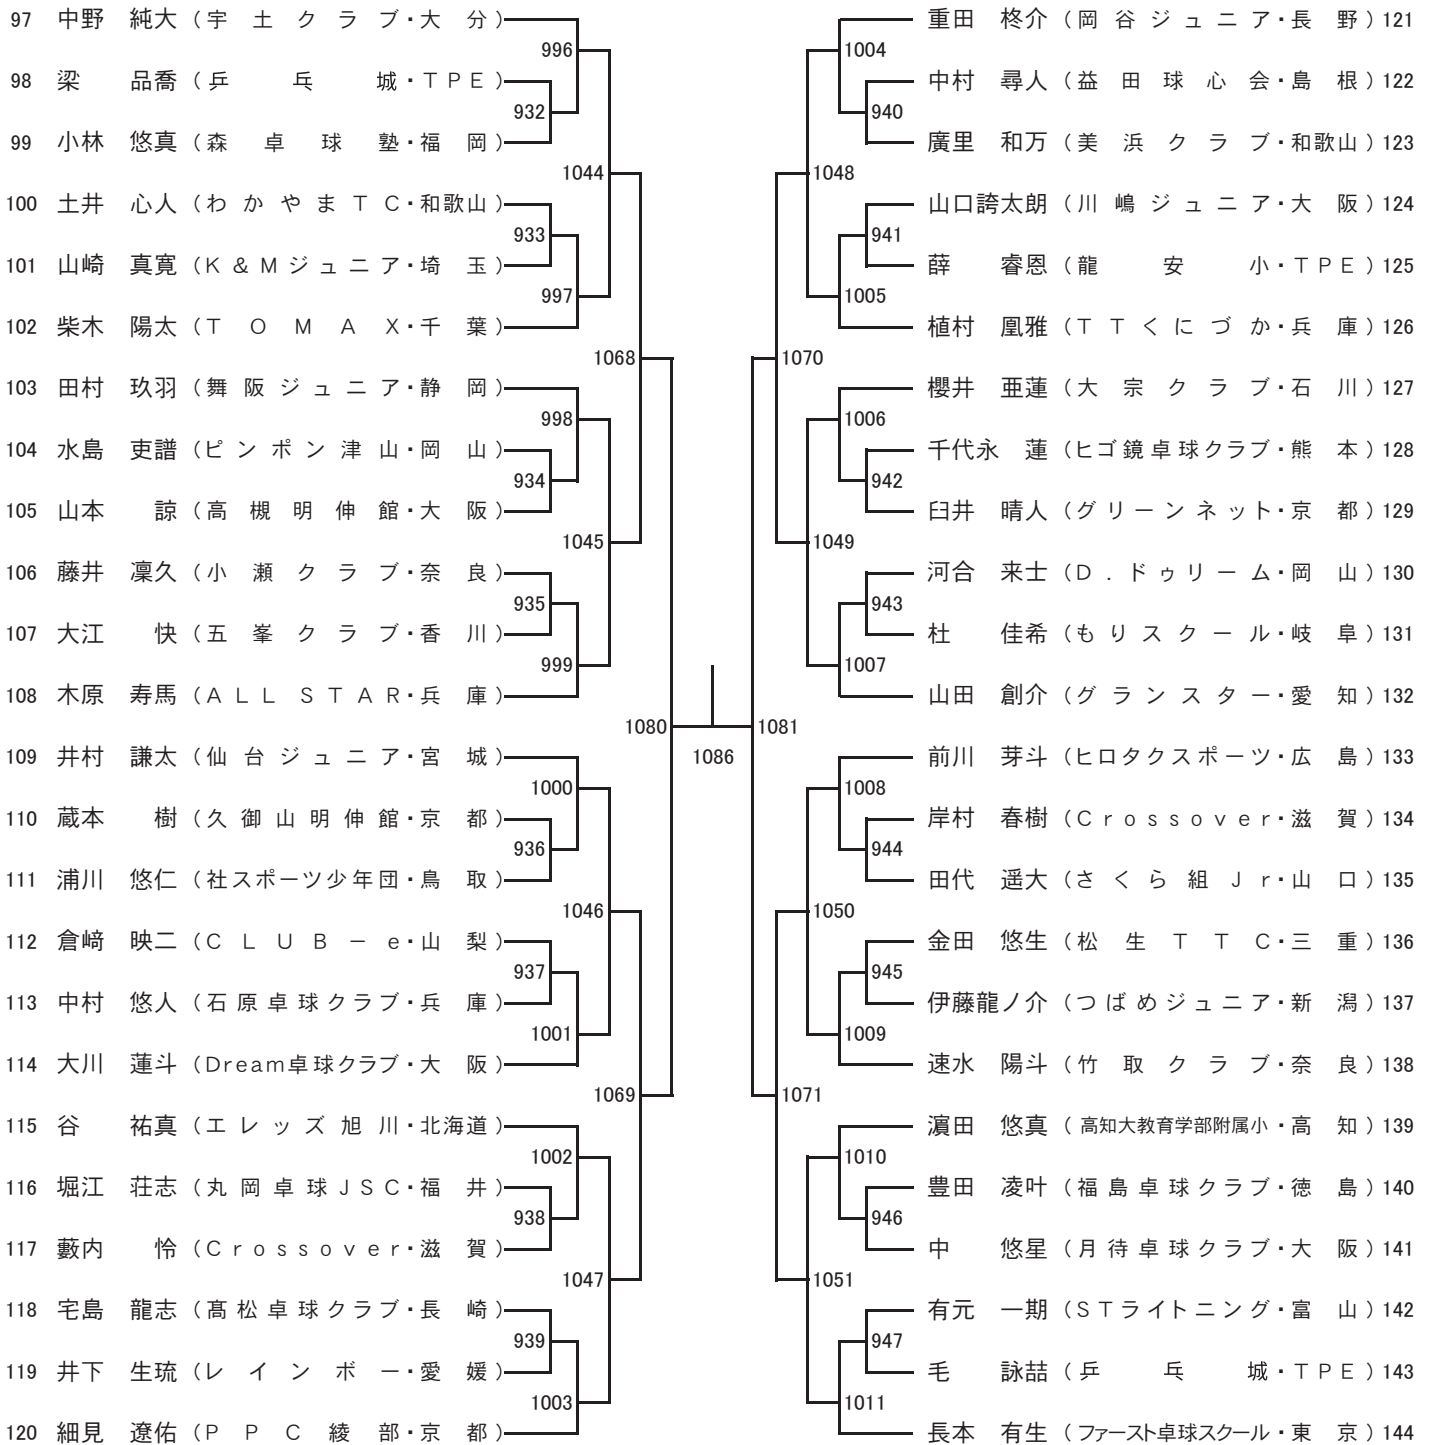 97 中野 純大 (宇土クラブ・大分)
996
98 梁 品喬 (乒乓城・TPE)
932
99 小林 悠真 (森卓球塾・福岡)
1044
100 土井 心人 (わかやまTC・和歌山)
933
101 山崎 真寛 (K&Mジュニア・埼玉)
997
102 柴木 陽太 (TOMAX・千葉)
1068
103 田村 玖羽 (舞阪ジュニア・静岡)
998
104 水島 吏譜 (ピンポン津山・岡山)
934
105 山本 諒 (高槻明伸館・大阪)
1045
106 藤井 凜久 (小瀬クラブ・奈良)
935
107 大江 快 (五峯クラブ・香川)
999
108 木原 寿馬 (ALL STAR・兵庫)
1080
109 井村 謙太 (仙台ジュニア・宮城)
1000
110 蔵本 樹 (久御山明伸館・京都)
936
111 浦川 悠仁 (社スポーツ少年団・鳥取)
1046
112 倉﨑 映二 (CLUB-e・山梨)
937
113 中村 悠人 (石原卓球クラブ・兵庫)
1001
114 大川 蓮斗 (Dream卓球クラブ・大阪)
1069
115 谷 祐真 (エレッズ旭川・北海道)
1002
116 堀江 荘志 (丸岡卓球JSC・福井)
938
117 藪内 怜 (Crossover・滋賀)
1047
118 宅島 龍志 (髙松卓球クラブ・長崎)
939
119 井下 生琉 (レインボー・愛媛)
1003
120 細見 遼佑 (PPC綾部・京都)
1086
重田 柊介 (岡谷ジュニア・長野) 121
1004
中村 尋人 (益田球心会・島根) 122
940
廣里 和万 (美浜クラブ・和歌山) 123
1048
山口誇太朗 (川嶋ジュニア・大阪) 124
941
薛 睿恩 (龍安小・TPE) 125
1005
植村 凰雅 (TTくにづか・兵庫) 126
1070
櫻井 亜蓮 (大宗クラブ・石川) 127
1006
千代永 蓮 (ヒゴ鏡卓球クラブ・熊本) 128
942
臼井 晴人 (グリーンネット・京都) 129
1049
河合 来士 (D.ドゥリーム・岡山) 130
943
杜 佳希 (もりスクール・岐阜) 131
1007
山田 創介 (グランスター・愛知) 132
1081
前川 芽斗 (ヒロタクスポーツ・広島) 133
1008
岸村 春樹 (Crossover・滋賀) 134
944
田代 遥大 (さくら組Jr・山口) 135
1050
金田 悠生 (松生TTC・三重) 136
945
伊藤龍ノ介 (つばめジュニア・新潟) 137
1009
速水 陽斗 (竹取クラブ・奈良) 138
1071
濵田 悠真 (高知大教育学部附属小・高知) 139
1010
豊田 凌叶 (福島卓球クラブ・徳島) 140
946
中 悠星 (月待卓球クラブ・大阪) 141
1051
有元 一期 (STライトニング・富山) 142
947
毛 詠喆 (乒乓城・TPE) 143
1011
長本 有生 (ファースト卓球スクール・東京) 144